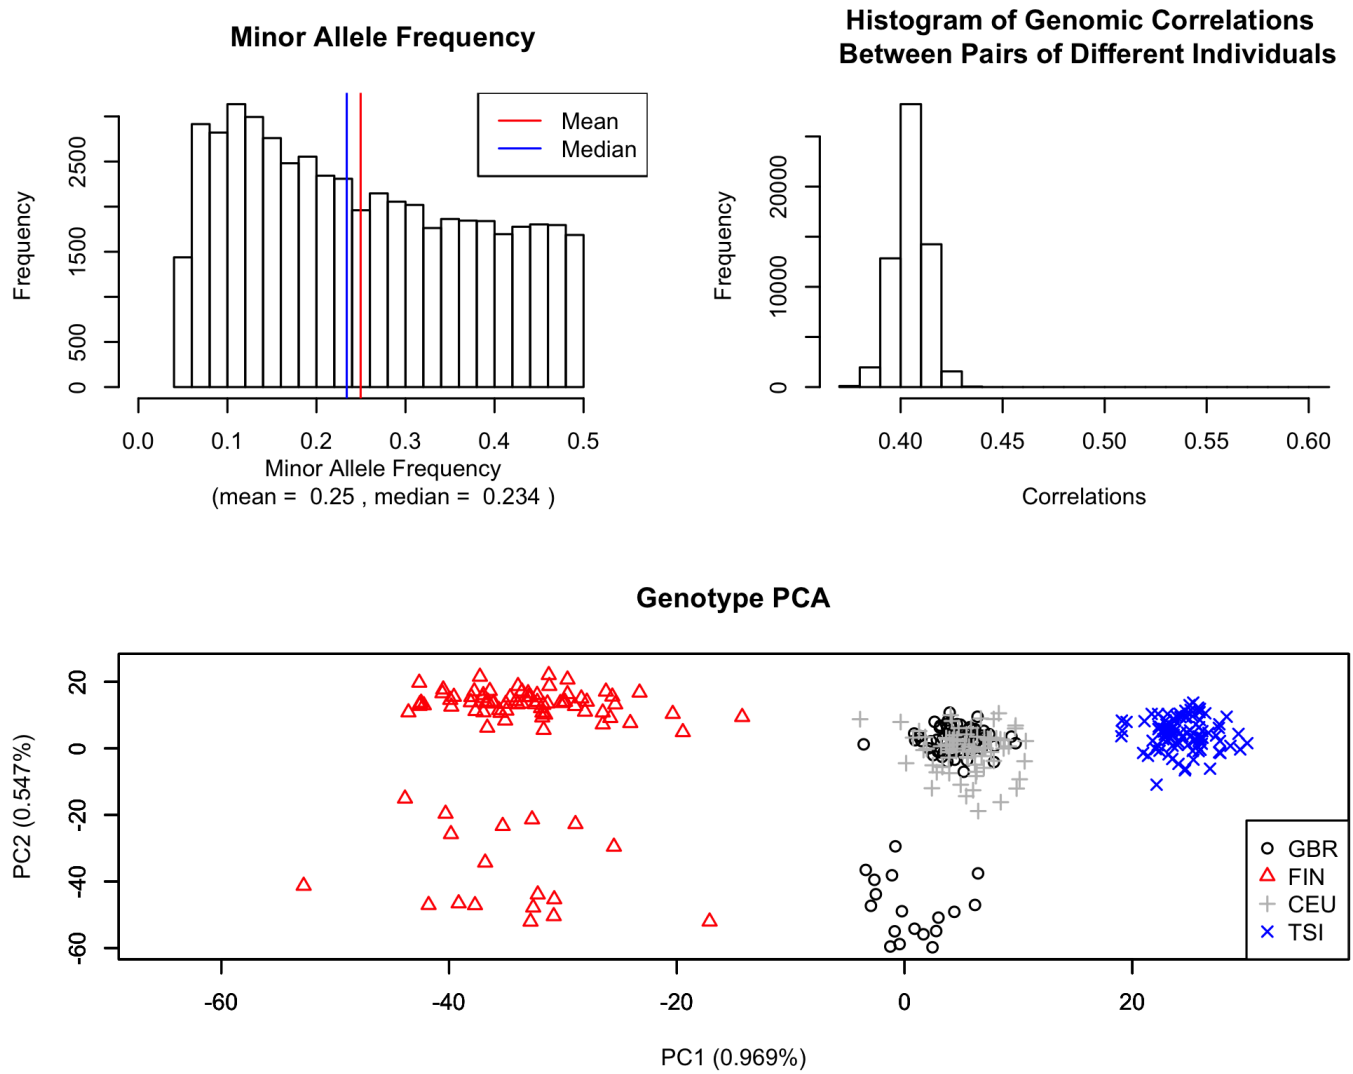 Minor Allele Frequency
Frequency
0
500
1500
2500
Mean
Median
0.0 0.1 0.2 0.3 0.4 0.5
Minor Allele Frequency
(mean =  0.25 , median =  0.234 )
Histogram of Genomic Correlations
Between Pairs of Different Individuals
Frequency
0
10000
20000
0.40 0.45 0.50 0.55 0.60
Correlations
Genotype PCA
PC2 (0.547%)
20
0
-20
-40
-60
GBR
FIN
CEU
TSI
-60 -40 -20 0 20
PC1 (0.969%)